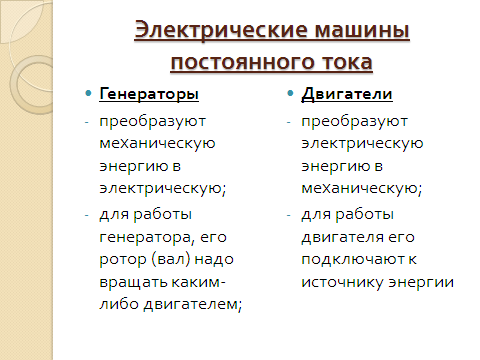 Электрические машины
постоянного тока
Генераторы
- преобразуют
механическую
энергию в
электрическую;
- для работы
генератора, его
ротор (вал) надо
вращать каким-
либо двигателем;
Двигатели
- преобразуют
электрическую
энергию в
механическую;
- для работы
двигателя его
подключают к
источнику энергии